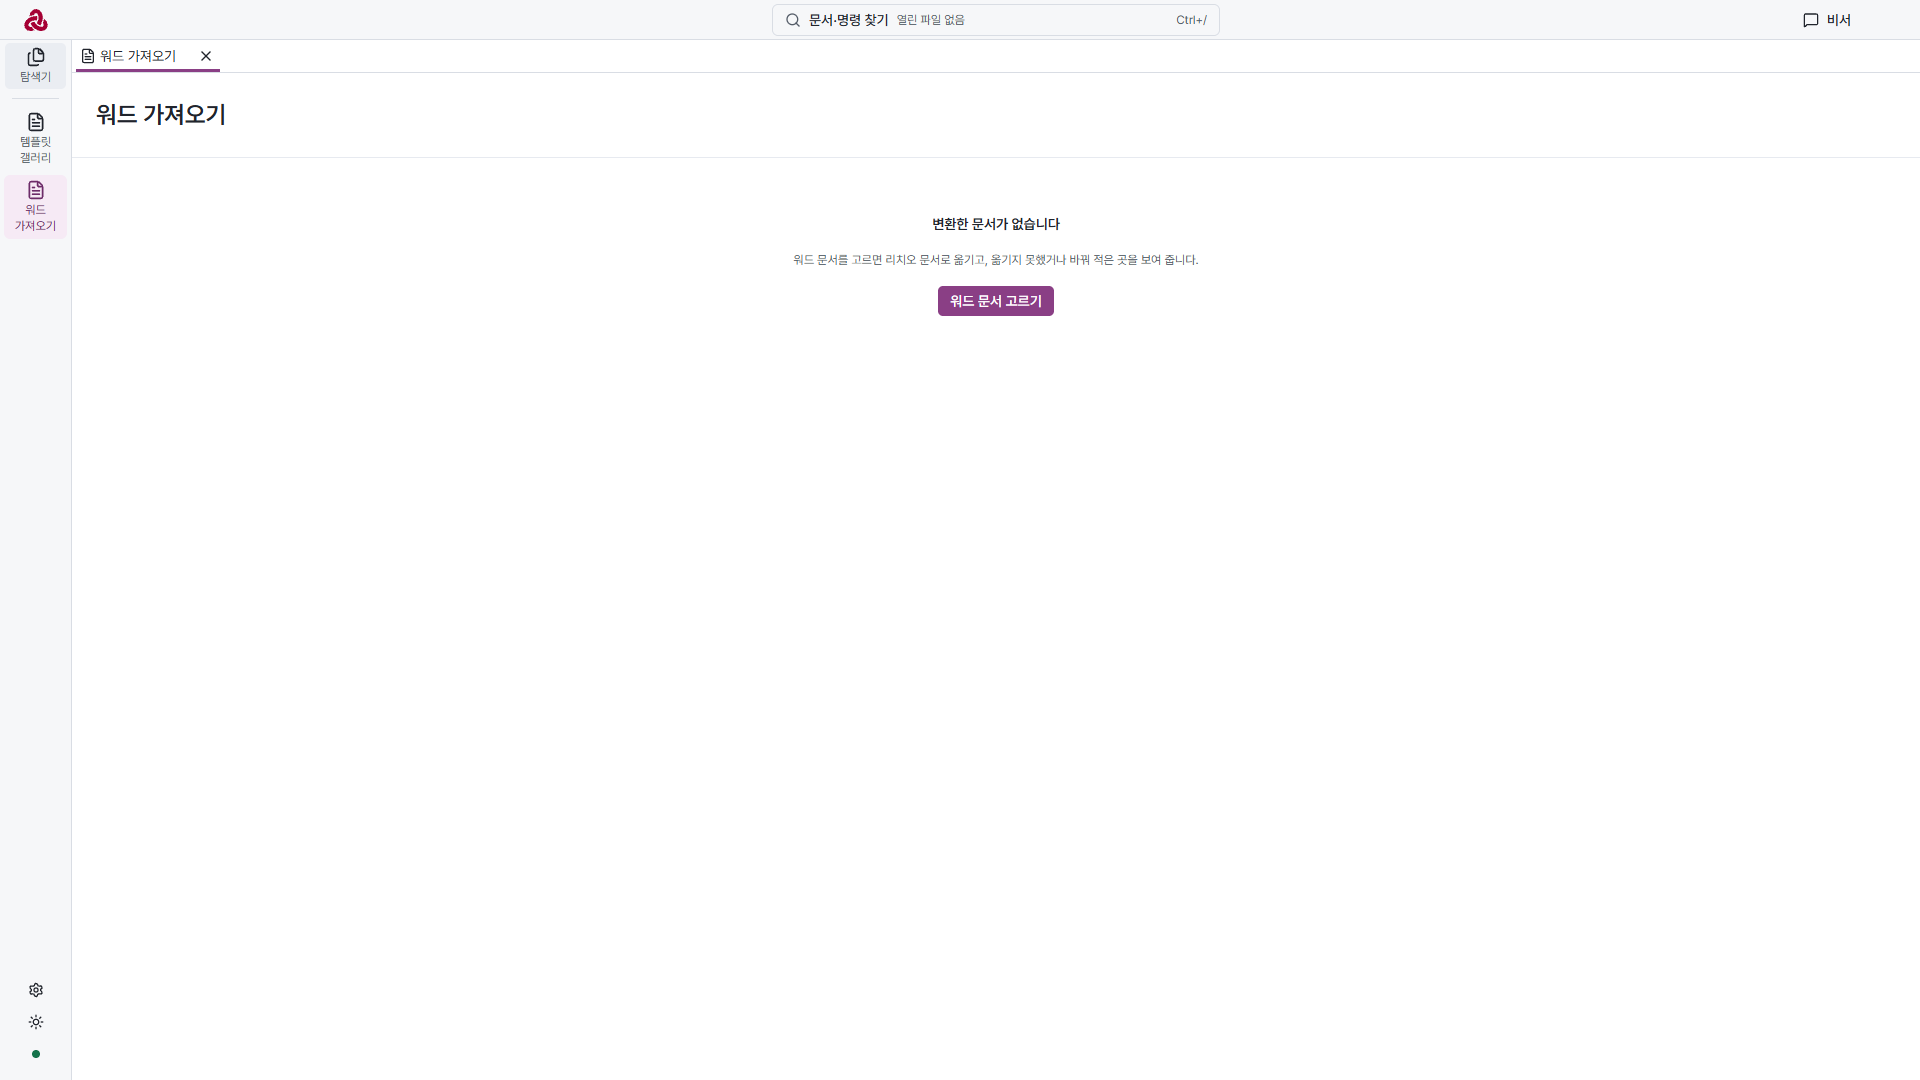 문서·명령 찾기 열린 파일 없음 Ctrl+/
비서
탐색기
템플릿
갤러리
워드
가져오기
워드 가져오기
워드 가져오기
변환한 문서가 없습니다
워드 문서를 고르면 리치오 문서로 옮기고, 옮기지 못했거나 바꿔 적은 곳을 보여 줍니다.
워드 문서 고르기